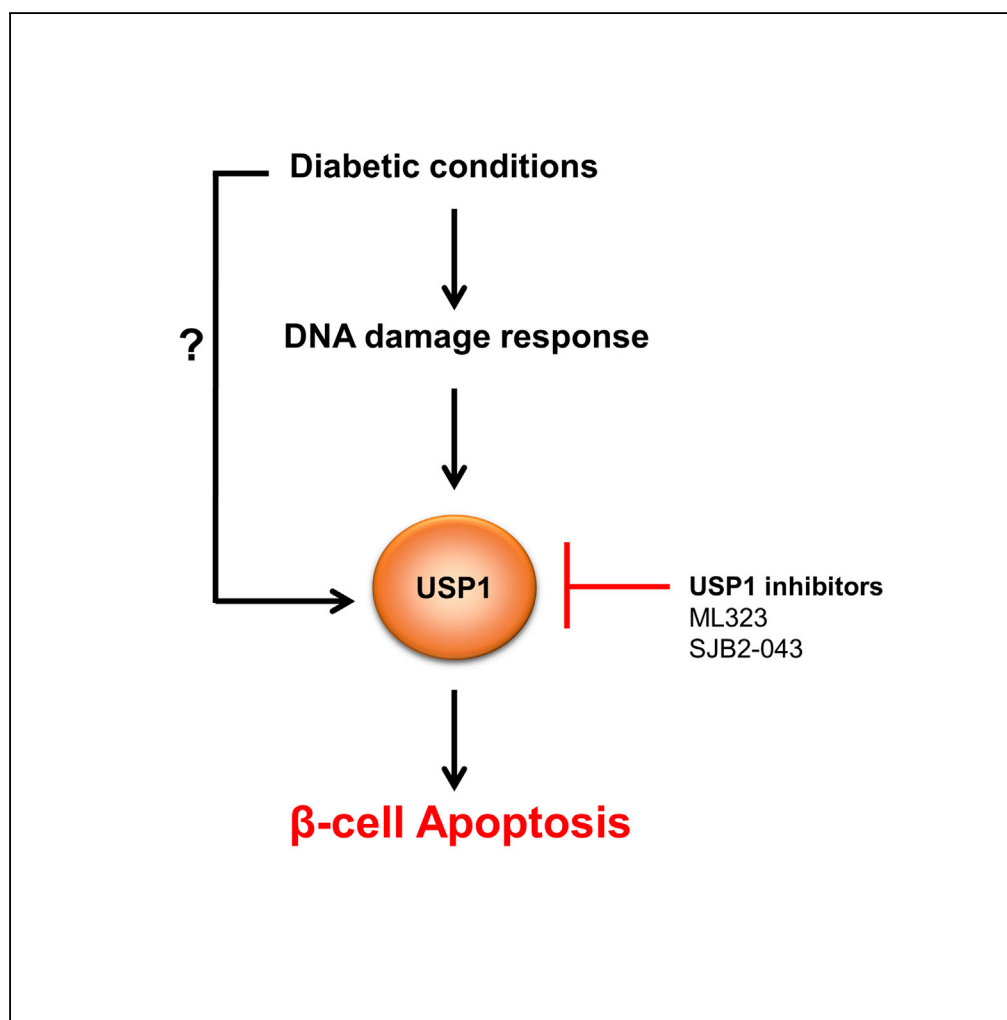 Diabetic conditions
?
DNA damage response
USP1
USP1 inhibitors
ML323
SJB2-043
β-cell Apoptosis